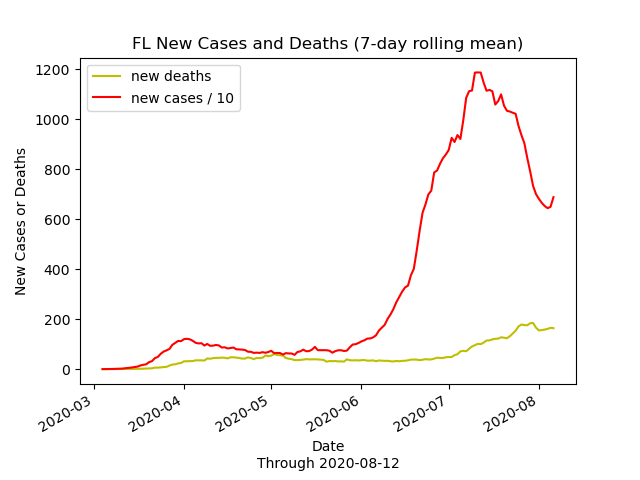 FL New Cases and Deaths (7-day rolling mean)
new deaths
new cases / 10
1200
1000
800
600
400
200
0
New Cases or Deaths
2020-03
2020-04
2020-05
2020-06
2020-07
2020-08
Date
Through 2020-08-12